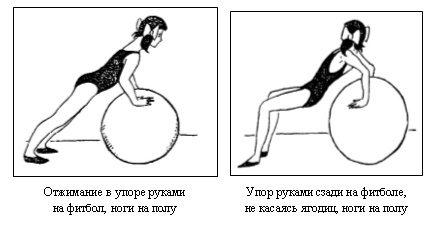 Отжимание в упоре руками
на фитбол, ноги на полу
Упор руками сзади на фитболе,
не касаясь ягодиц, ноги на полу